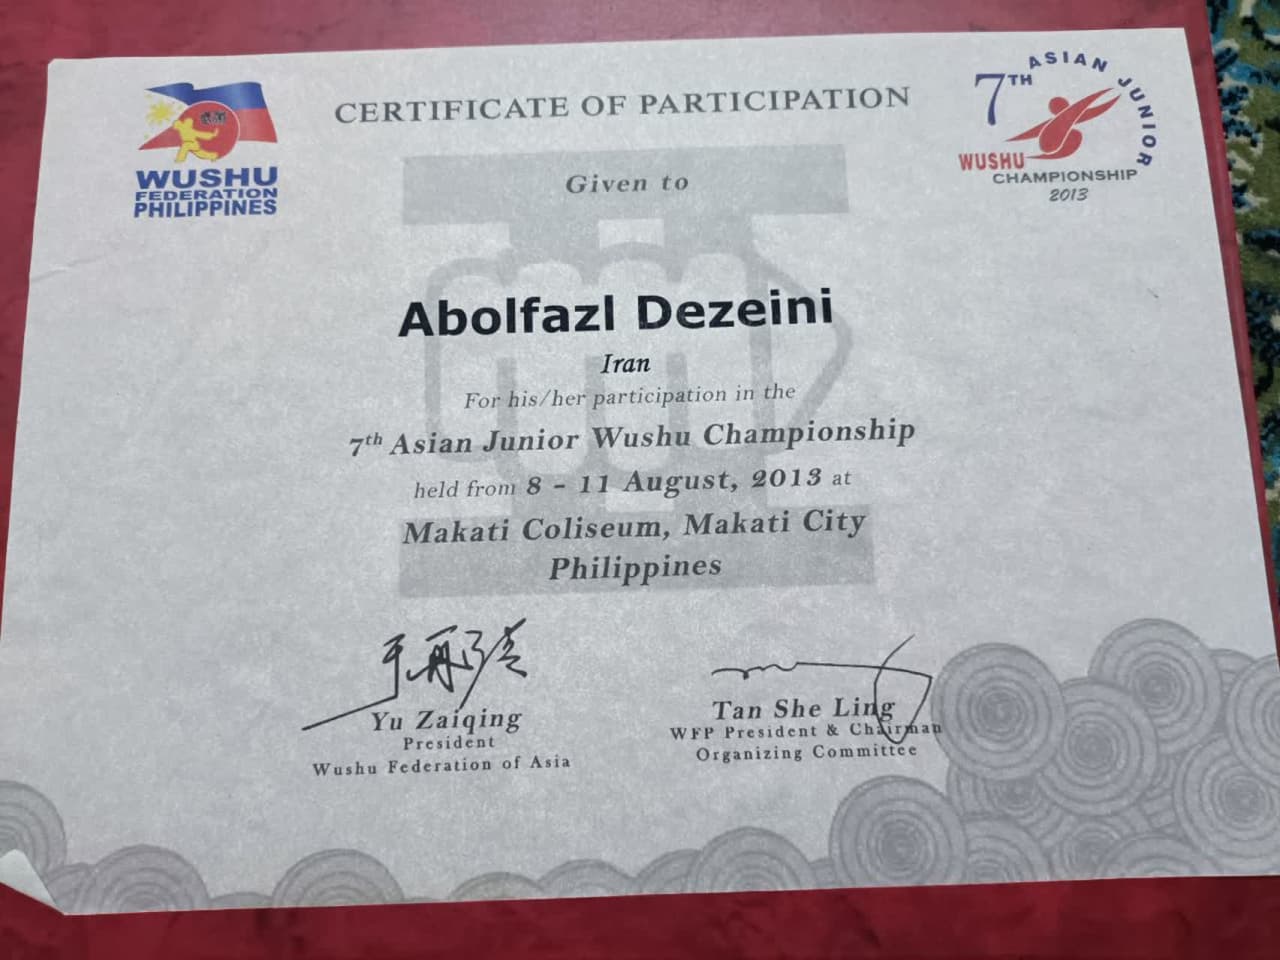 WUSHU
FEDERATION
PHILIPPINES
CERTIFICATE OF PARTICIPATION
7TH ASIAN JUNIOR
WUSHU
CHAMPIONSHIP
2013
Given to
Abolfazl Dezeini
Iran
For his/her participation in the
7th Asian Junior Wushu Championship
held from 8 - 11 August, 2013 at
Makati Coliseum, Makati City
Philippines
Yu Zaiqing
President
Wushu Federation of Asia
Tan She Ling
WFP President & Chairman
Organizing Committee